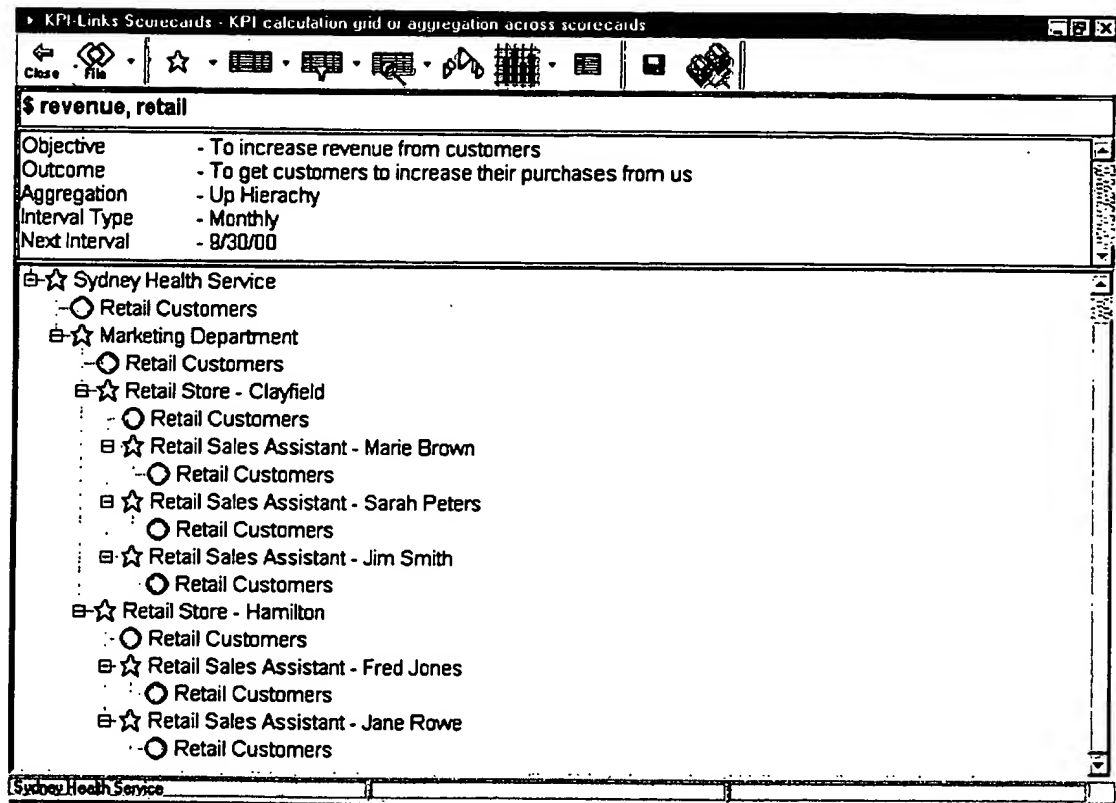 KPI-Links Scorecards - KPI calculation grid or aggregation across scorecards
Close File
$ revenue, retail
Objective - To increase revenue from customers
Outcome - To get customers to increase their purchases from us
Aggregation - Up Hierachy
Interval Type - Monthly
Next Interval - 9/30/00
Sydney Health Service
Retail Customers
Marketing Department
Retail Customers
Retail Store - Clayfield
Retail Customers
Retail Sales Assistant - Marie Brown
Retail Customers
Retail Sales Assistant - Sarah Peters
Retail Customers
Retail Sales Assistant - Jim Smith
Retail Customers
Retail Store - Hamilton
Retail Customers
Retail Sales Assistant - Fred Jones
Retail Customers
Retail Sales Assistant - Jane Rowe
Retail Customers
Sydney Health Service